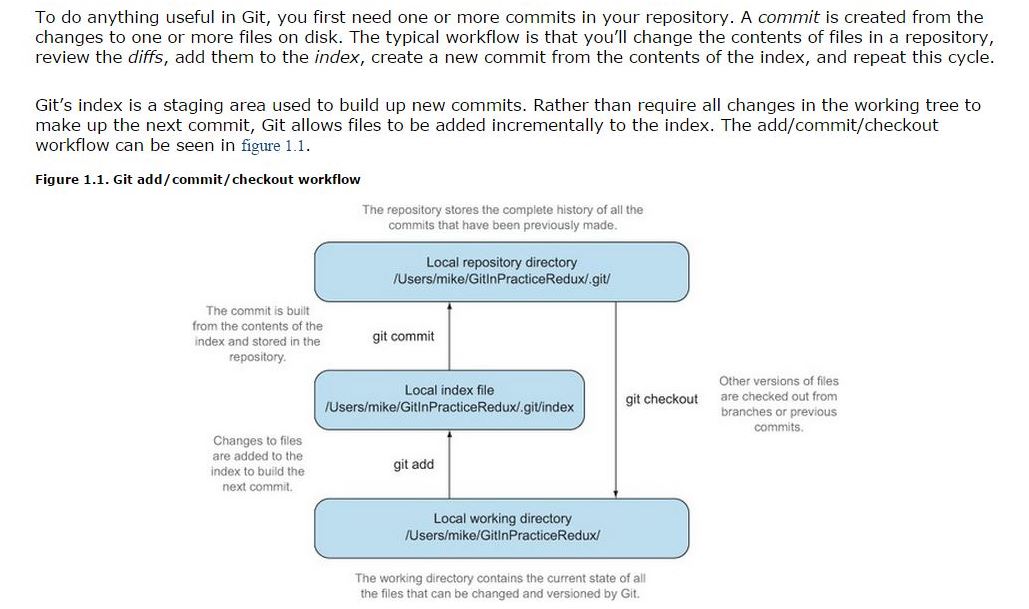 To do anything useful in Git, you first need one or more commits in your repository. A commit is created from the
changes to one or more files on disk. The typical workflow is that you'll change the contents of files in a repository,
review the diffs, add them to the index, create a new commit from the contents of the index, and repeat this cycle.
Git's index is a staging area used to build up new commits. Rather than require all changes in the working tree to
make up the next commit, Git allows files to be added incrementally to the index. The add/commit/checkout
workflow can be seen in figure 1.1.
Figure 1.1. Git add/commit/checkout workflow
The repository stores the complete history of all the
commits that have been previously made.
Local repository directory
/Users/mike/GitInPracticeRedux/.git/
The commit is built
from the contents of the
index and stored in the
repository.
git commit
Local index file
/Users/mike/GitInPracticeRedux/.git/index
git checkout
Other versions of files
are checked out from
branches or previous
commits.
Changes to files
are added to the
index to build the
next commit.
git add
Local working directory
/Users/mike/GitInPracticeRedux/
The working directory contains the current state of all
the files that can be changed and versioned by Git.